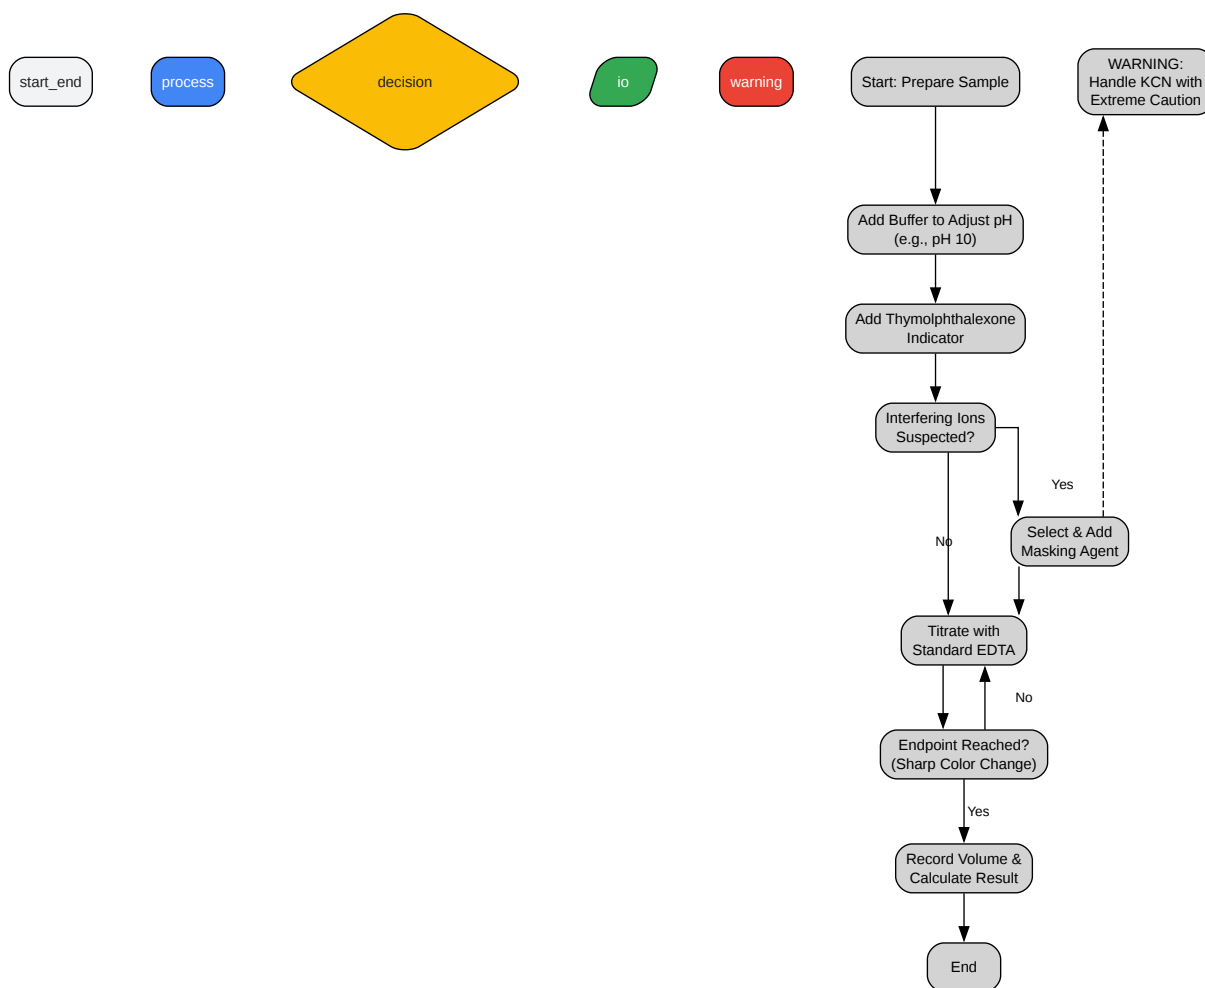 start_end
process
decision
io
warning
Start: Prepare Sample
WARNING:
Handle KCN with
Extreme Caution
Add Buffer to Adjust pH
(e.g., pH 10)
Add Thymolphthalexone
Indicator
Interfering Ions
Suspected?
Yes
No
Select & Add
Masking Agent
Titrate with
Standard EDTA
No
Endpoint Reached?
(Sharp Color Change)
Yes
Record Volume &
Calculate Result
End